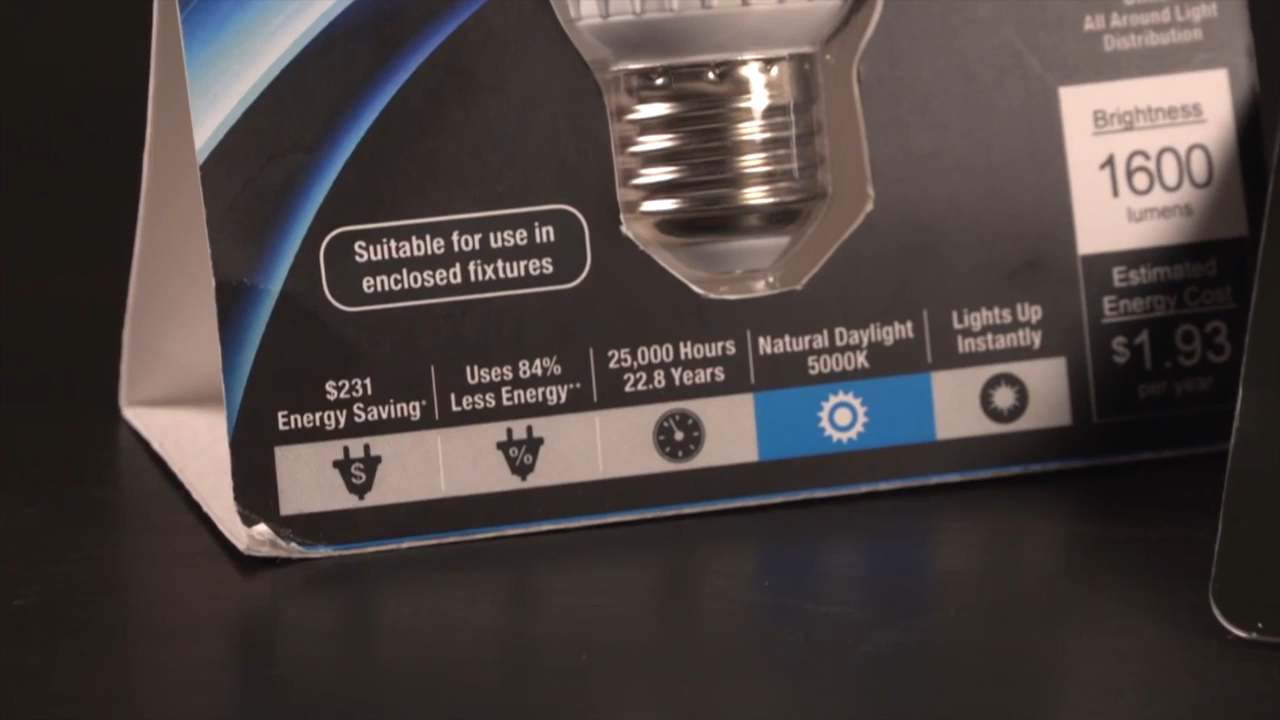 All Around Light
Distribution
Brightness
1600
lumens
Estimated
Energy Cost
$1.93
per year
Suitable for use in
enclosed fixtures
$231
Energy Saving*
$
Uses 84%
Less Energy**
%
25,000 Hours
22.8 Years
Natural Daylight
5000K
Lights Up
Instantly